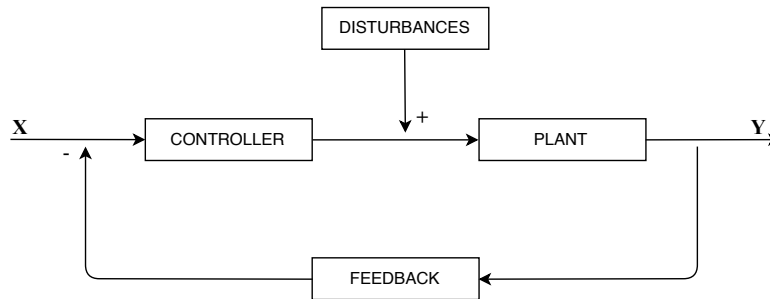 DISTURBANCES
X
+
Y
CONTROLLER
PLANT
-
FEEDBACK